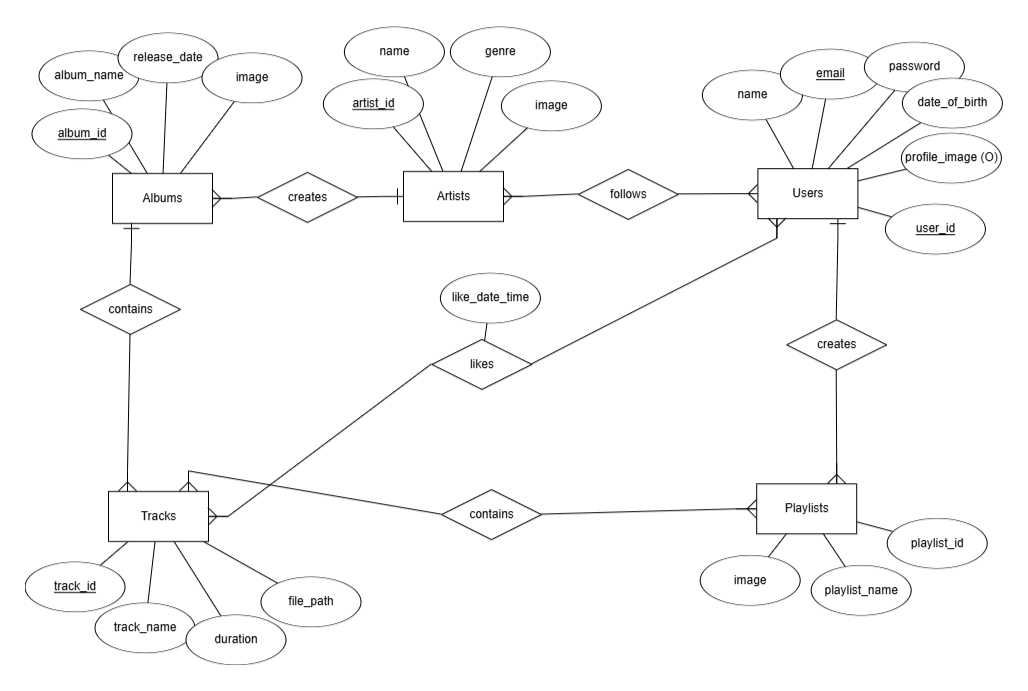 name
genre
release_date
album_name
image
artist_id
image
album_id
email
password
name
date_of_birth
profile_image (O)
user_id
Albums
creates
Artists
follows
Users
contains
like_date_time
likes
creates
Tracks
contains
Playlists
track_id
track_name
duration
file_path
image
playlist_name
playlist_id